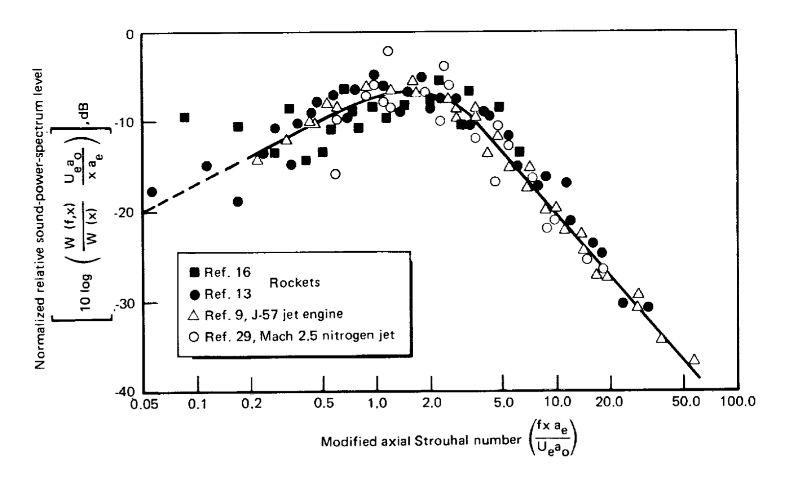 Normalized relative sound-power-spectrum level
[10 log (W (f,x) / W (x) U_e a_o / x a_e)], dB
0
-10
-20
-30
-40
■ Ref. 16
Rockets
● Ref. 13
△ Ref. 9, J-57 jet engine
○ Ref. 29, Mach 2.5 nitrogen jet
0.05 0.1 0.2 0.5 1.0 2.0 5.0 10.0 20.0 50.0 100.0
Modified axial Strouhal number (fx a_e / U_e a_o)